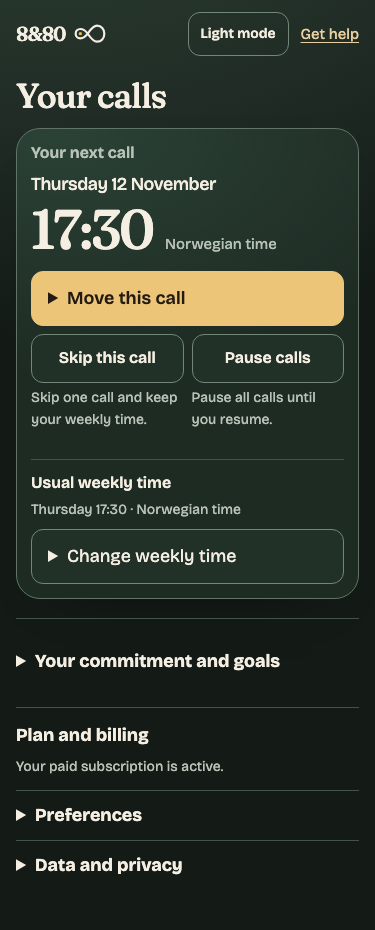 8&80
Light mode
Get help
Your calls
Your next call
Thursday 12 November
17:30 Norwegian time
Move this call
Skip this call
Pause calls
Skip one call and keep your weekly time.
Pause all calls until you resume.
Usual weekly time
Thursday 17:30 · Norwegian time
Change weekly time
Your commitment and goals
Plan and billing
Your paid subscription is active.
Preferences
Data and privacy